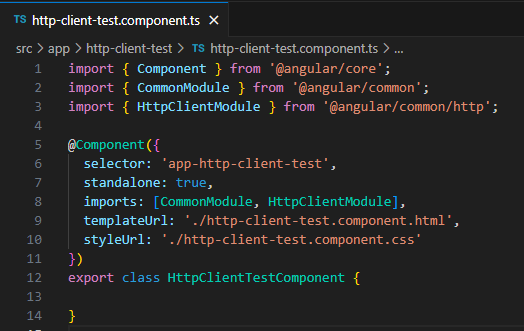 TS http-client-test.component.ts ×
src > app > http-client-test > TS http-client-test.component.ts > ...
1 import { Component } from '@angular/core';
2 import { CommonModule } from '@angular/common';
3 import { HttpClientModule } from '@angular/common/http';
4
5 @Component({
6   selector: 'app-http-client-test',
7   standalone: true,
8   imports: [CommonModule, HttpClientModule],
9   templateUrl: './http-client-test.component.html',
10   styleUrl: './http-client-test.component.css'
11 })
12 export class HttpClientTestComponent {
13
14 }